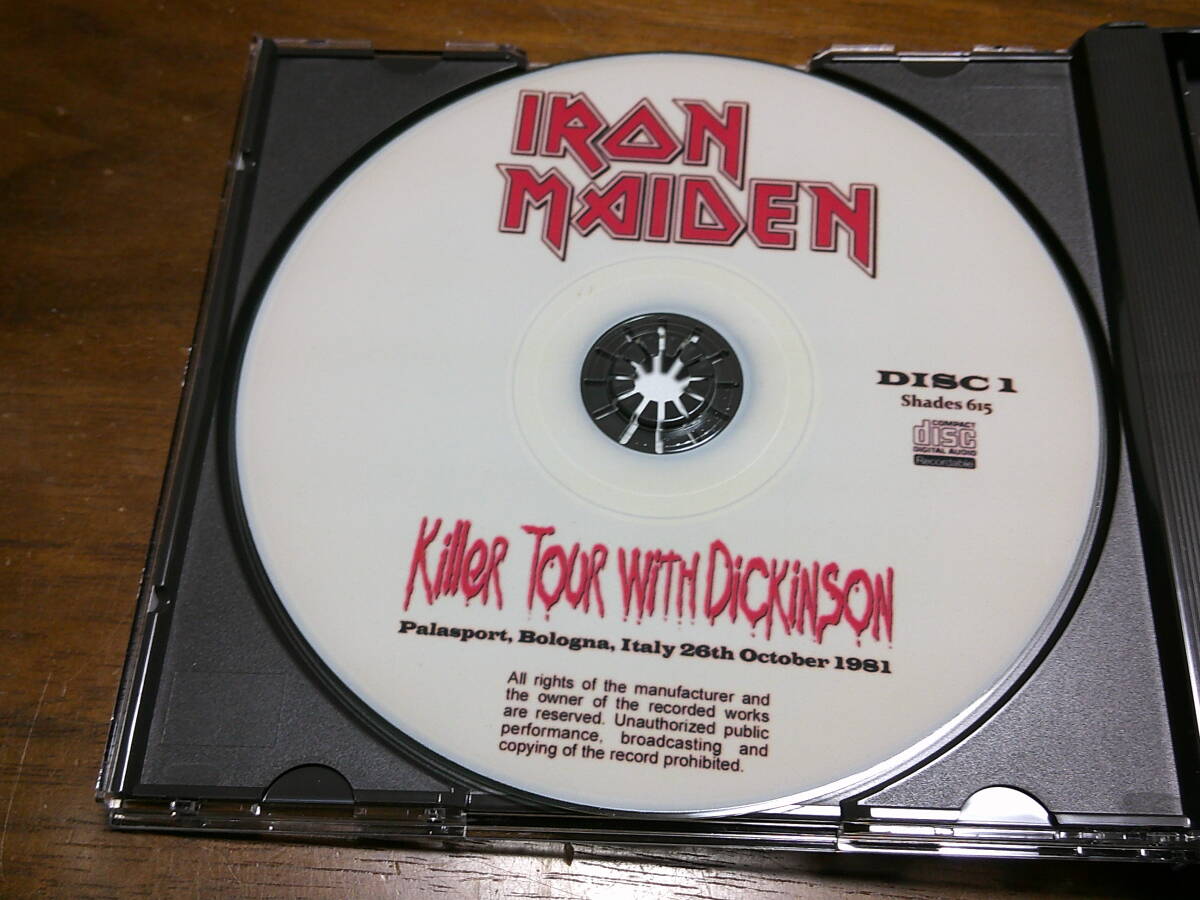 IRON
MAIDEN
DISC 1
Shades 615
COMPACT
disc
DIGITAL AUDIO
Recordable
Killer Tour with Dickinson
Palasport, Bologna, Italy 26th October 1981
All rights of the manufacturer and
the owner of the recorded works
are reserved. Unauthorized public
performance, broadcasting and
copying of the record prohibited.